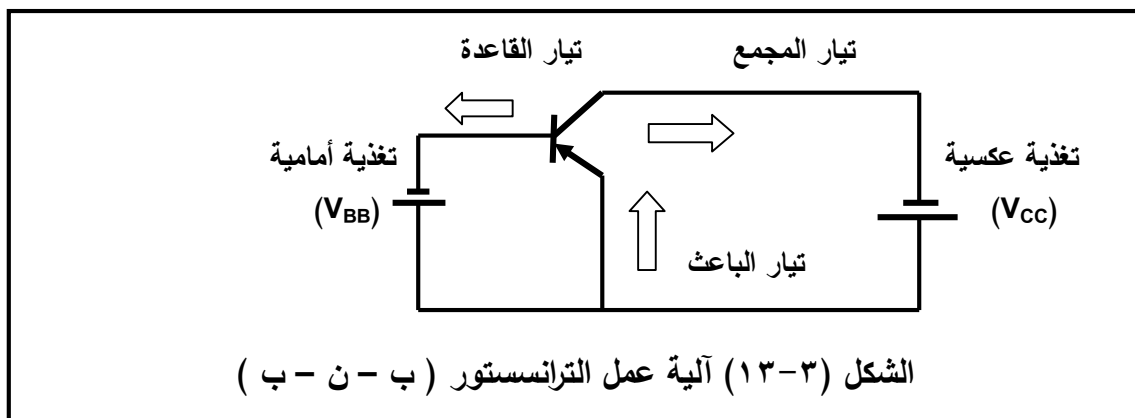 تيار المجمع
تيار القاعدة
تغذية عكسية
(VCC)
تغذية أمامية
(VBB)
تيار الباعث
الشكل (٣-١٣) آلية عمل الترانسستور ( ب - ن - ب )